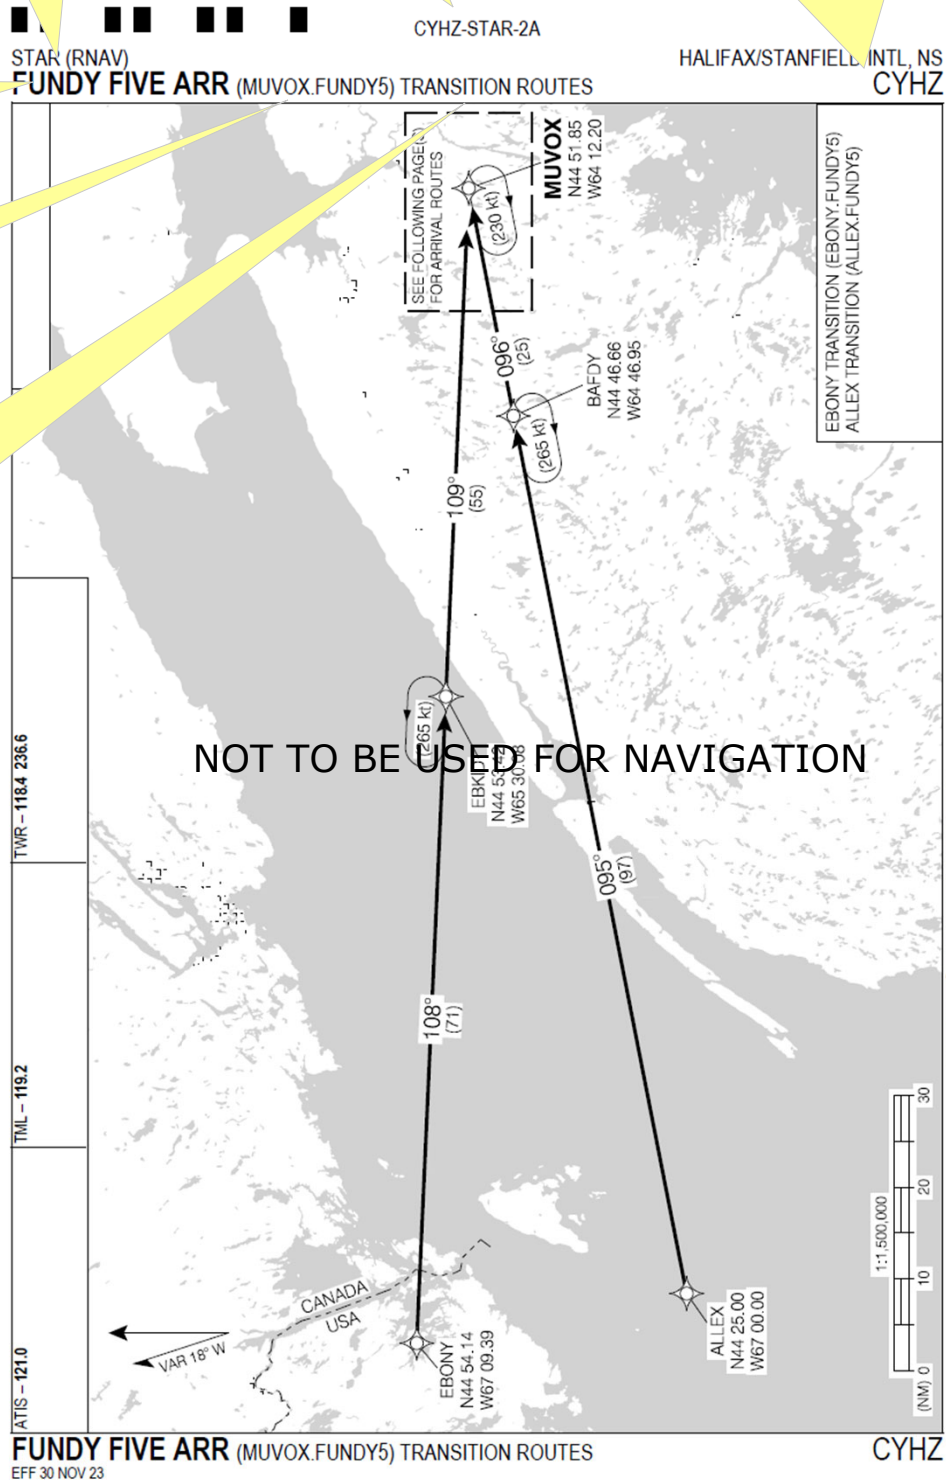 CYHZ-STAR-2A
STAR (RNAV)
HALIFAX/STANFIELD INTL, NS
FUNDY FIVE ARR (MUVOX.FUNDY5) TRANSITION ROUTES
CYHZ
SEE FOLLOWING PAGE(S)
FOR ARRIVAL ROUTES
MUVOX
N44 51.85
W64 12.20
(230 kt)
EBONY TRANSITION (EBONY.FUNDY5)
ALLEX TRANSITION (ALLEX.FUNDY5)
096°
(25)
BAFDY
N44 46.66
W64 46.95
(265 kt)
109°
(55)
(265 kt)
N44 53.42
W65 30.08
NOT TO BE USED FOR NAVIGATION
TWR – 118.4 236.6
095°
(97)
108°
(71)
TML – 119.2
CANADA
USA
VAR 18° W
EBONY
N44 54.14
W67 09.39
ALLEX
N44 25.00
W67 00.00
1:1,500,000
(NM) 0 10 20 30
ATIS – 121.0
FUNDY FIVE ARR (MUVOX.FUNDY5) TRANSITION ROUTES
CYHZ
EFF 30 NOV 23